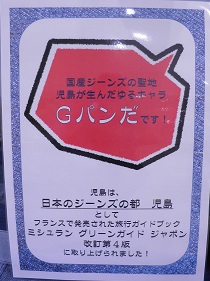 国産ジーンズの聖地
児島が生んだゆるキャラ
Gパンだです！
児島は、
日本のジーンズの都　児島
として
フランスで発売された旅行ガイドブック
ミシュラン グリーンガイド ジャポン
改訂第４版
に取り上げられました！